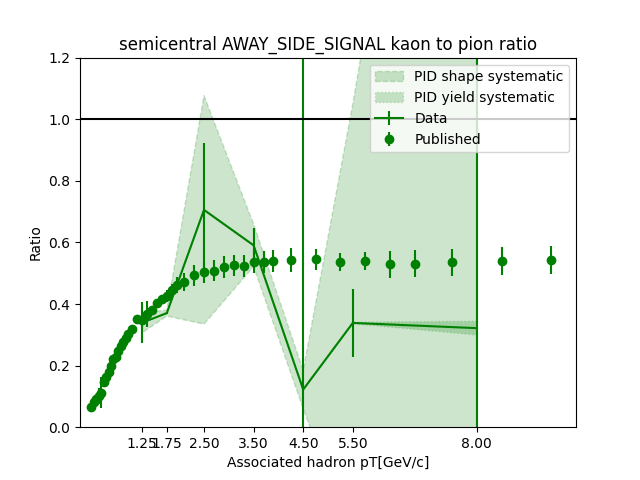 semicentral AWAY_SIDE_SIGNAL kaon to pion ratio
PID shape systematic
PID yield systematic
Data
Published
Ratio
1.2
1.0
0.8
0.6
0.4
0.2
0.0
1.25 1.75 2.50 3.50 4.50 5.50 8.00
Associated hadron pT[GeV/c]